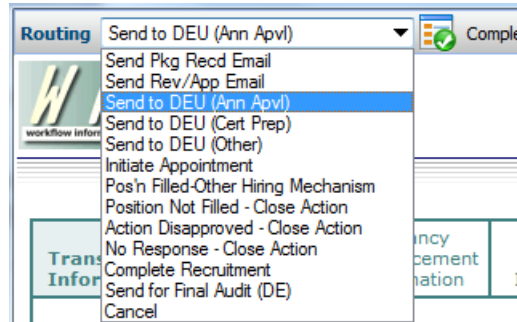 Routing Send to DEU (Ann Apvl)
Send Pkg Recd Email
Send Rev/App Email
Send to DEU (Ann Apvl)
Send to DEU (Cert Prep)
Send to DEU (Other)
Initiate Appointment
Pos'n Filled-Other Hiring Mechanism
Position Not Filled - Close Action
Action Disapproved - Close Action
No Response - Close Action
Complete Recruitment
Send for Final Audit (DE)
Cancel
workflow